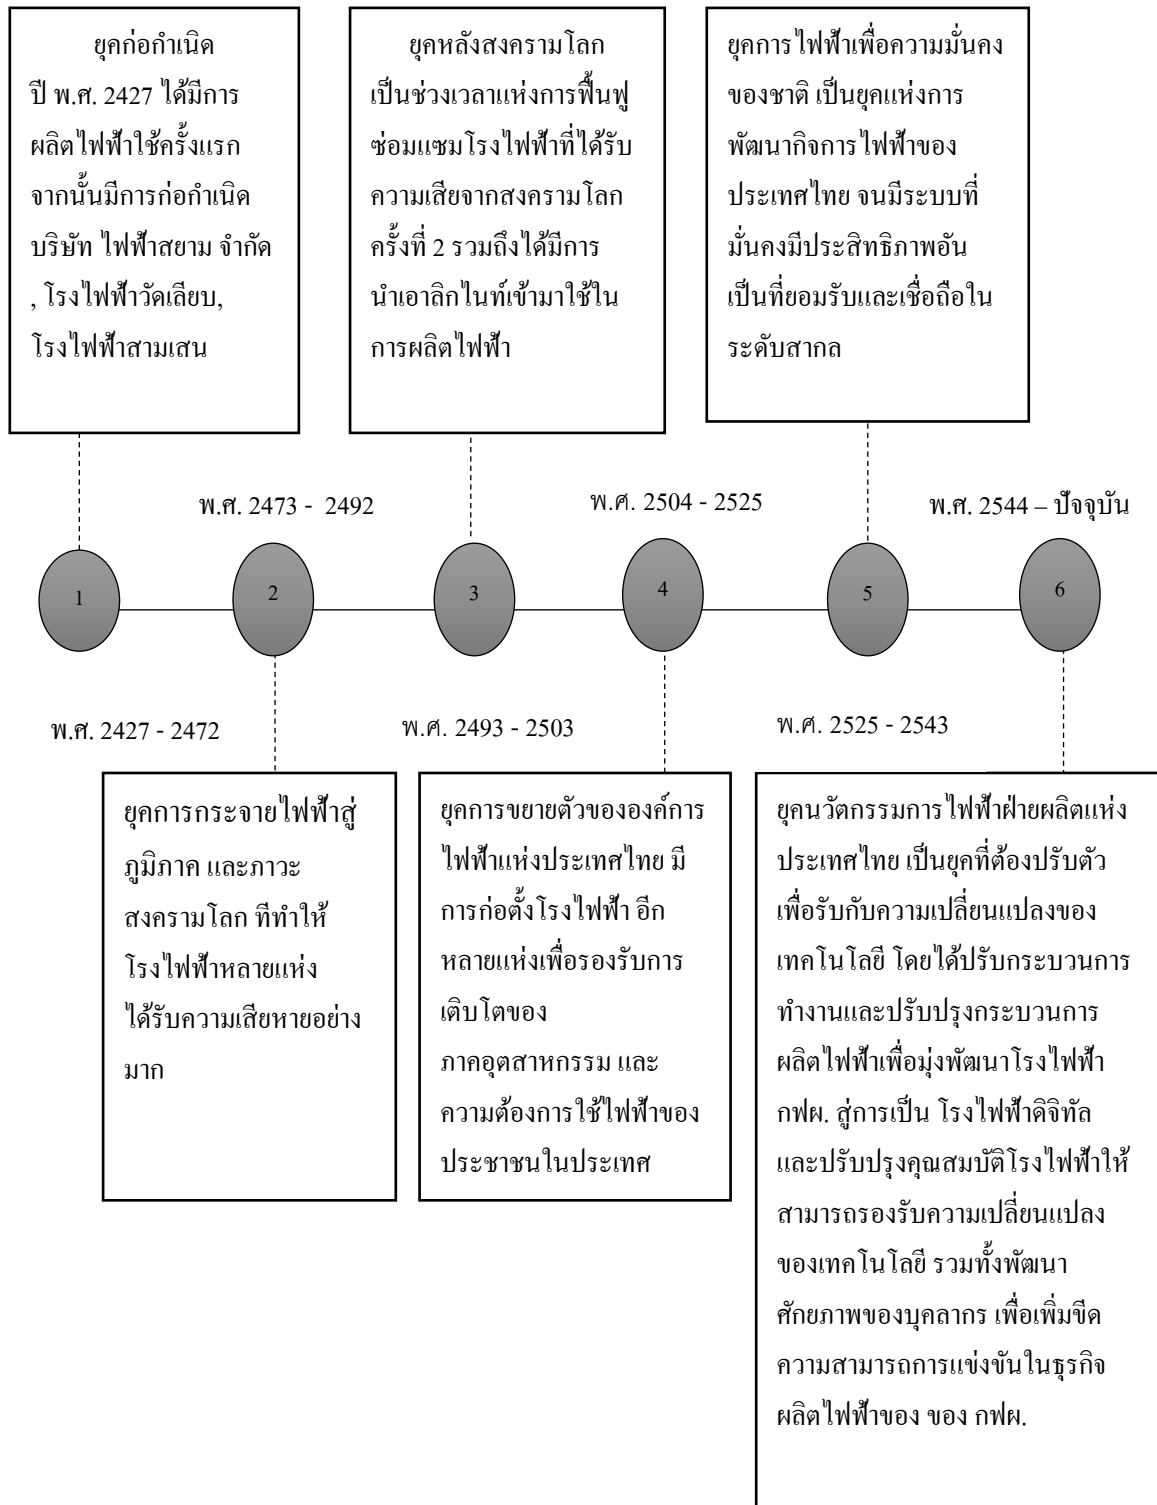 ยุคก่อกำเนิด
ปี พ.ศ. 2427 ได้มีการ
ผลิตไฟฟ้าใช้ครั้งแรก
จากนั้นมีการก่อกำเนิด
บริษัท ไฟฟ้าสยาม จำกัด
, โรงไฟฟ้าวัดเลียบ,
โรงไฟฟ้าสามเสน
ยุคหลังสงครามโลก
เป็นช่วงเวลาแห่งการฟื้นฟู
ซ่อมแซมโรงไฟฟ้าที่ได้รับ
ความเสียจากสงครามโลก
ครั้งที่ 2 รวมถึงได้มีการ
นำเอาลิกไนท์เข้ามาใช้ใน
การผลิตไฟฟ้า
ยุคการไฟฟ้าเพื่อความมั่นคง
ของชาติ เป็นยุคแห่งการ
พัฒนากิจการไฟฟ้าของ
ประเทศไทย จนมีระบบที่
มั่นคงมีประสิทธิภาพอัน
เป็นที่ยอมรับและเชื่อถือใน
ระดับสากล
พ.ศ. 2473 - 2492
พ.ศ. 2504 - 2525
พ.ศ. 2544 – ปัจจุบัน
1
2
3
4
5
6
พ.ศ. 2427 - 2472
พ.ศ. 2493 - 2503
พ.ศ. 2525 - 2543
ยุคการกระจายไฟฟ้าสู่
ภูมิภาค และภาวะ
สงครามโลก ทีทำให้
โรงไฟฟ้าหลายแห่ง
ได้รับความเสียหายอย่าง
มาก
ยุคการขยายตัวขององค์การ
ไฟฟ้าแห่งประเทศไทย มี
การก่อตั้งโรงไฟฟ้า อีก
หลายแห่งเพื่อรองรับการ
เติบโตของ
ภาคอุตสาหกรรม และ
ความต้องการใช้ไฟฟ้าของ
ประชาชนในประเทศ
ยุคนวัตกรรมการไฟฟ้าฝ่ายผลิตแห่ง
ประเทศไทย เป็นยุคที่ต้องปรับตัว
เพื่อรับกับความเปลี่ยนแปลงของ
เทคโนโลยี โดยได้ปรับกระบวนการ
ทำงานและปรับปรุงกระบวนการ
ผลิตไฟฟ้าเพื่อมุ่งพัฒนาโรงไฟฟ้า
กฟผ. สู่การเป็น โรงไฟฟ้าดิจิทัล
และปรับปรุงคุณสมบัติโรงไฟฟ้าให้
สามารถรองรับความเปลี่ยนแปลง
ของเทคโนโลยี รวมทั้งพัฒนา
ศักยภาพของบุคลากร เพื่อเพิ่มขีด
ความสามารถการแข่งขันในธุรกิจ
ผลิตไฟฟ้าของ ของ กฟผ.